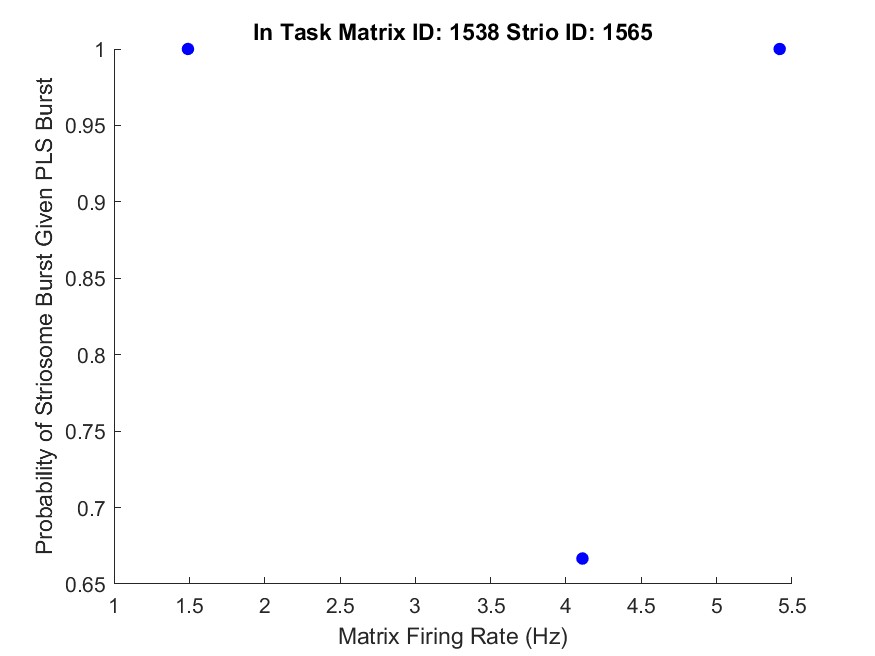 In Task Matrix ID: 1538 Strio ID: 1565
Probability of Striosome Burst Given PLS Burst
1
0.95
0.9
0.85
0.8
0.75
0.7
0.65
1 1.5 2 2.5 3 3.5 4 4.5 5 5.5
Matrix Firing Rate (Hz)